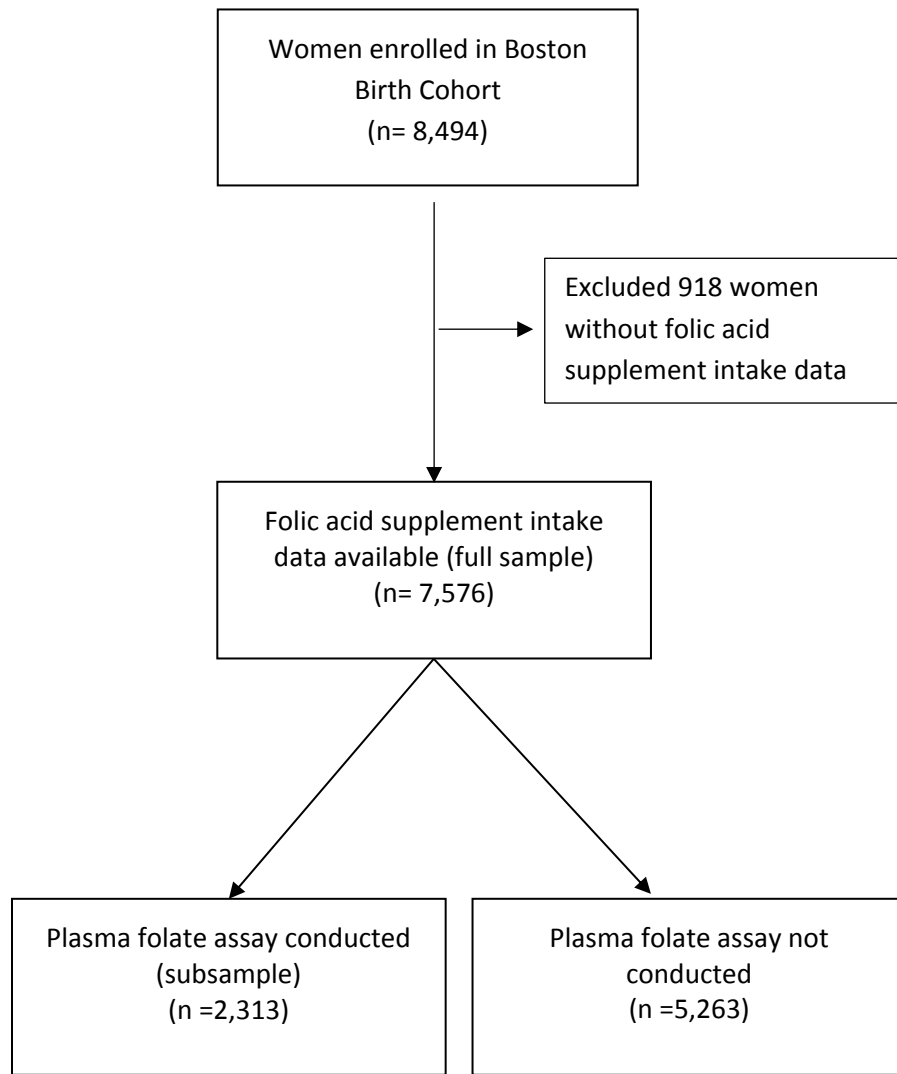 Women enrolled in Boston
Birth Cohort
(n= 8,494)
Excluded 918 women
without folic acid
supplement intake data
Folic acid supplement intake
data available (full sample)
(n= 7,576)
Plasma folate assay conducted
(subsample)
(n =2,313)
Plasma folate assay not
conducted
(n =5,263)